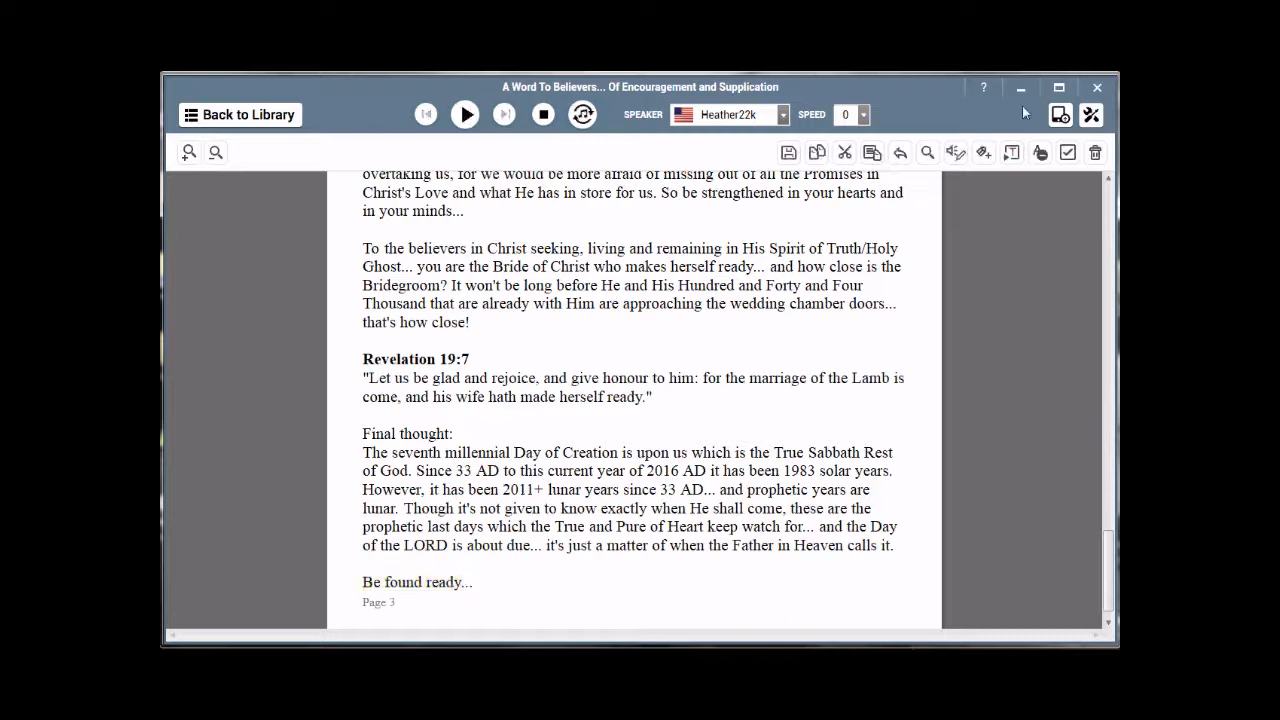 A Word To Believers... Of Encouragement and Supplication
?
Back to Library
SPEAKER
Heather22k
SPEED
0
overtaking us, for we would be more afraid of missing out of all the Promises in
Christ's Love and what He has in store for us. So be strengthened in your hearts and
in your minds...
To the believers in Christ seeking, living and remaining in His Spirit of Truth/Holy
Ghost... you are the Bride of Christ who makes herself ready... and how close is the
Bridegroom? It won't be long before He and His Hundred and Forty and Four
Thousand that are already with Him are approaching the wedding chamber doors...
that's how close!
Revelation 19:7
"Let us be glad and rejoice, and give honour to him: for the marriage of the Lamb is
come, and his wife hath made herself ready."
Final thought:
The seventh millennial Day of Creation is upon us which is the True Sabbath Rest
of God. Since 33 AD to this current year of 2016 AD it has been 1983 solar years.
However, it has been 2011+ lunar years since 33 AD... and prophetic years are
lunar. Though it's not given to know exactly when He shall come, these are the
prophetic last days which the True and Pure of Heart keep watch for... and the Day
of the LORD is about due... it's just a matter of when the Father in Heaven calls it.
Be found ready...
Page 3